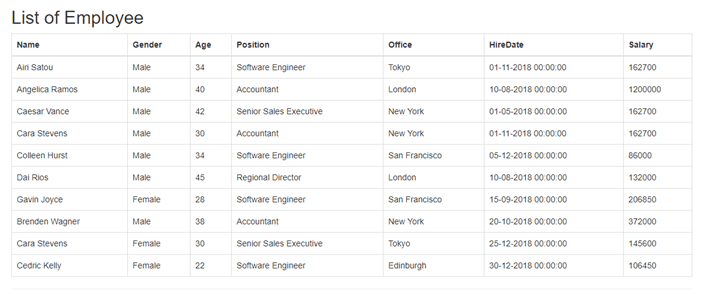 List of Employee
Name Gender Age Position Office HireDate Salary
Airi Satou Male 34 Software Engineer Tokyo 01-11-2018 00:00:00 162700
Angelica Ramos Male 40 Accountant London 10-08-2018 00:00:00 1200000
Caesar Vance Male 42 Senior Sales Executive New York 01-05-2018 00:00:00 162700
Cara Stevens Male 30 Accountant New York 01-11-2018 00:00:00 162700
Colleen Hurst Male 34 Software Engineer San Francisco 05-12-2018 00:00:00 86000
Dai Rios Male 45 Regional Director London 10-08-2018 00:00:00 132000
Gavin Joyce Female 28 Software Engineer San Francisco 15-09-2018 00:00:00 206850
Brenden Wagner Male 38 Accountant New York 20-10-2018 00:00:00 372000
Cara Stevens Female 30 Senior Sales Executive Tokyo 25-12-2018 00:00:00 145600
Cedric Kelly Female 22 Software Engineer Edinburgh 30-12-2018 00:00:00 106450